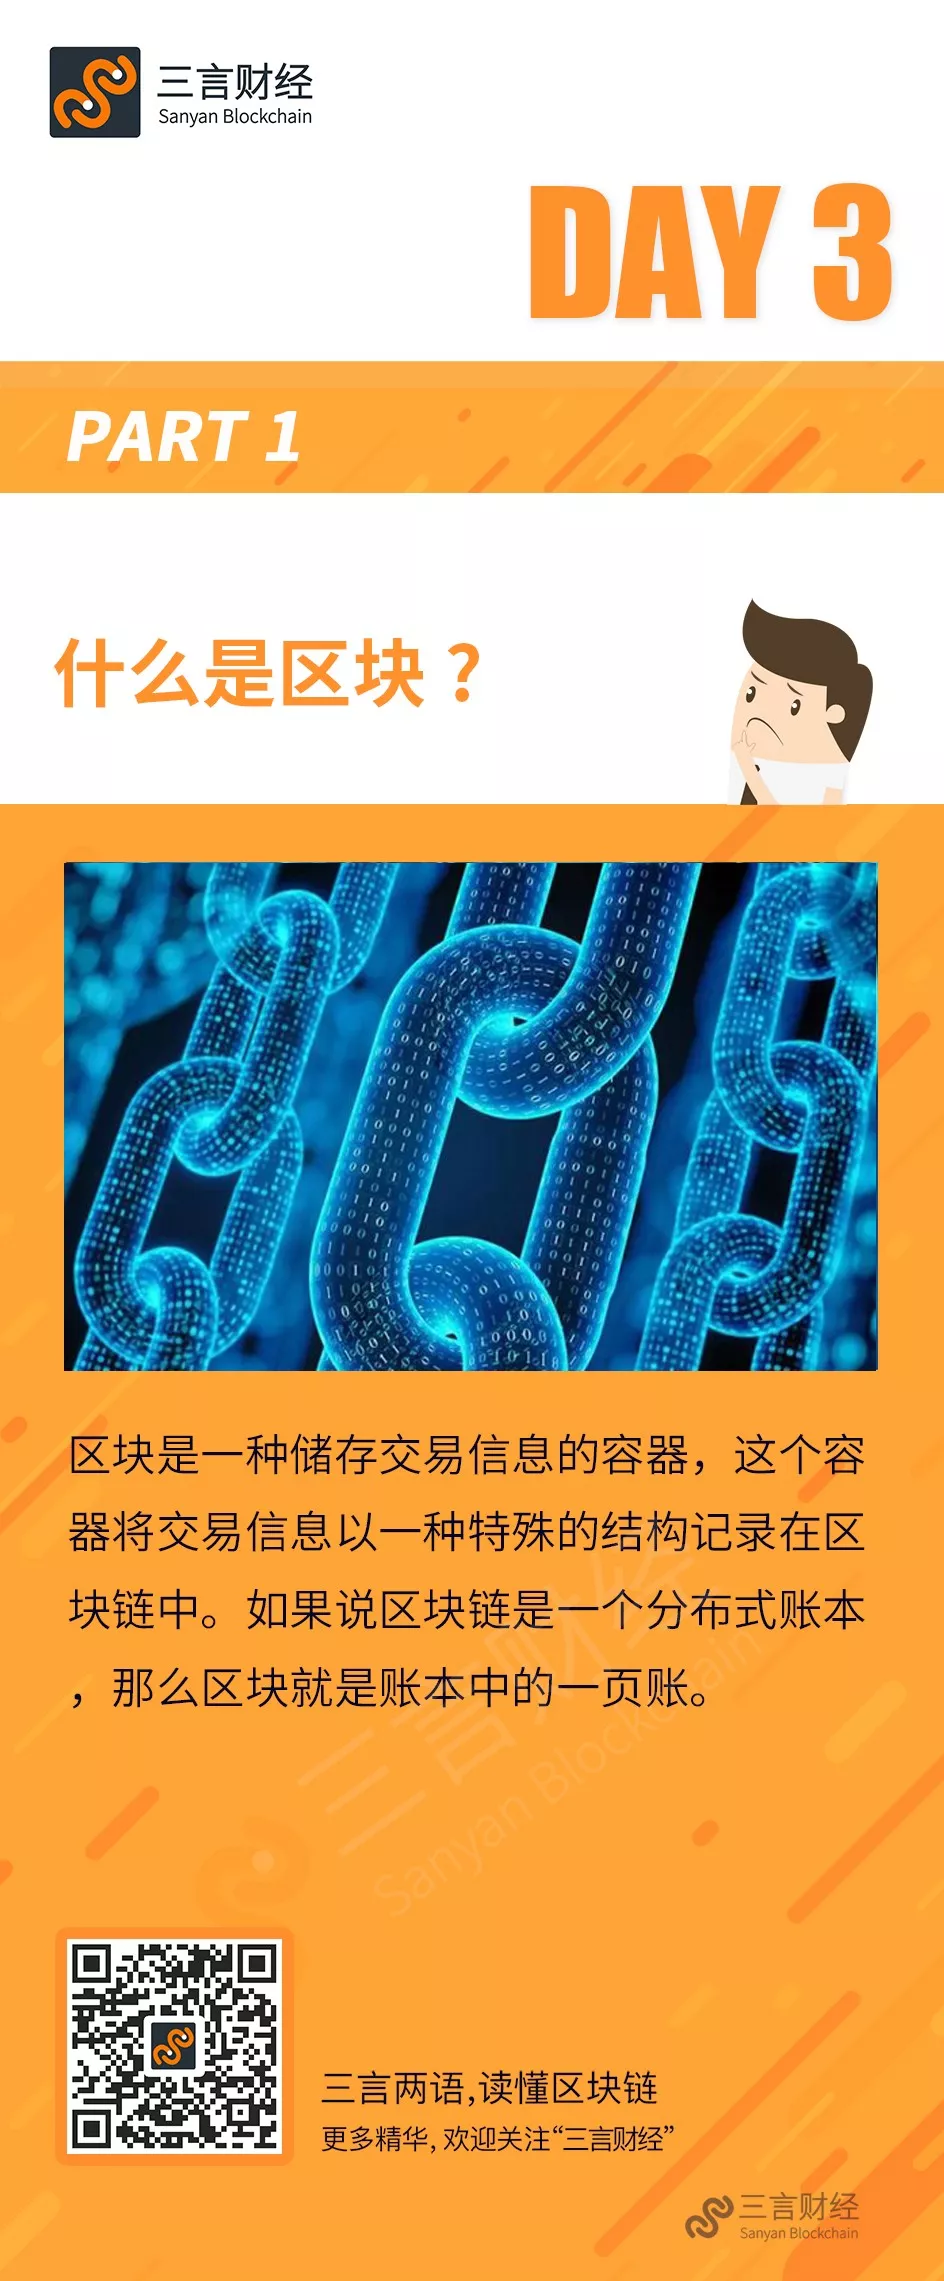 三言财经
Sanyan Blockchain
DAY 3
PART 1
什么是区块？
区块是一种储存交易信息的容器，这个容
器将交易信息以一种特殊的结构记录在区
块链中。如果说区块链是一个分布式账本
，那么区块就是账本中的一页账。
三言财经
Sanyan Blockchain
三言两语,读懂区块链
更多精华, 欢迎关注“三言财经”
三言财经
Sanyan Blockchain